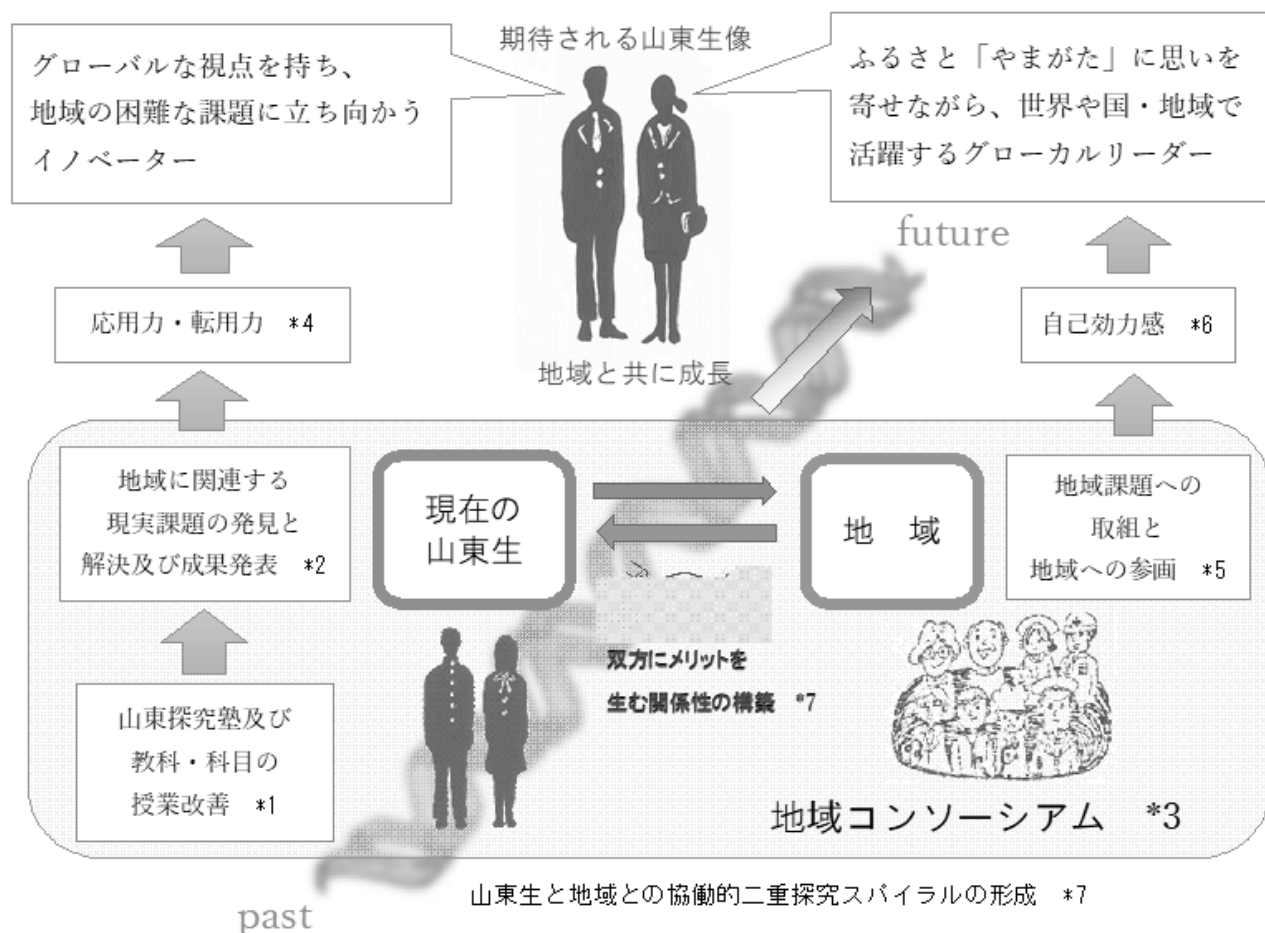 期待される山東生像
グローバルな視点を持ち、
地域の困難な課題に立ち向かう
イノベーター
ふるさと「やまがた」に思いを
寄せながら、世界や国・地域で
活躍するグローカルリーダー
future
応用力・転用力 *4
自己効力感 *6
地域と共に成長
地域に関連する
現実課題の発見と
解決及び成果発表 *2
現在の
山東生
地 域
地域課題への
取組と
地域への参画 *5
双方にメリットを
生む関係性の構築 *7
山東探究塾及び
教科・科目の
授業改善 *1
地域コンソーシアム *3
山東生と地域との協働的二重探究スパイラルの形成 *7
past